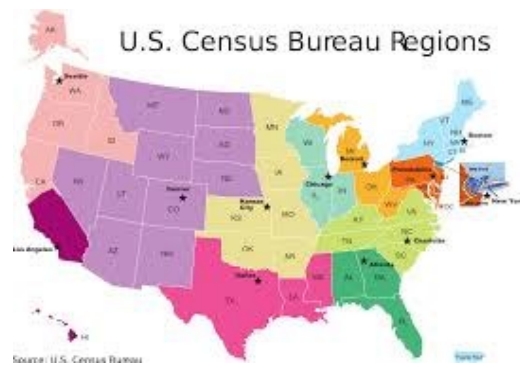 U.S. Census Bureau Regions
AK
Seattle
WA
OR
ID
MT
ND
MN
SD
WY
WI
MI
Detroit
VT
ME
NH
Boston
NY
CT
Philadelphia
New York
CA
NV
UT
Denver
CO
Kansas
City
KS
IA
MO
Chicago
IL
IN
OH
WV
VA
KY
TN
NC
Charlotte
SC
Los Angeles
AZ
NM
OK
AR
Dallas
TX
LA
MS
AL
Atlanta
GA
FL
HI
Source: U.S. Census Bureau